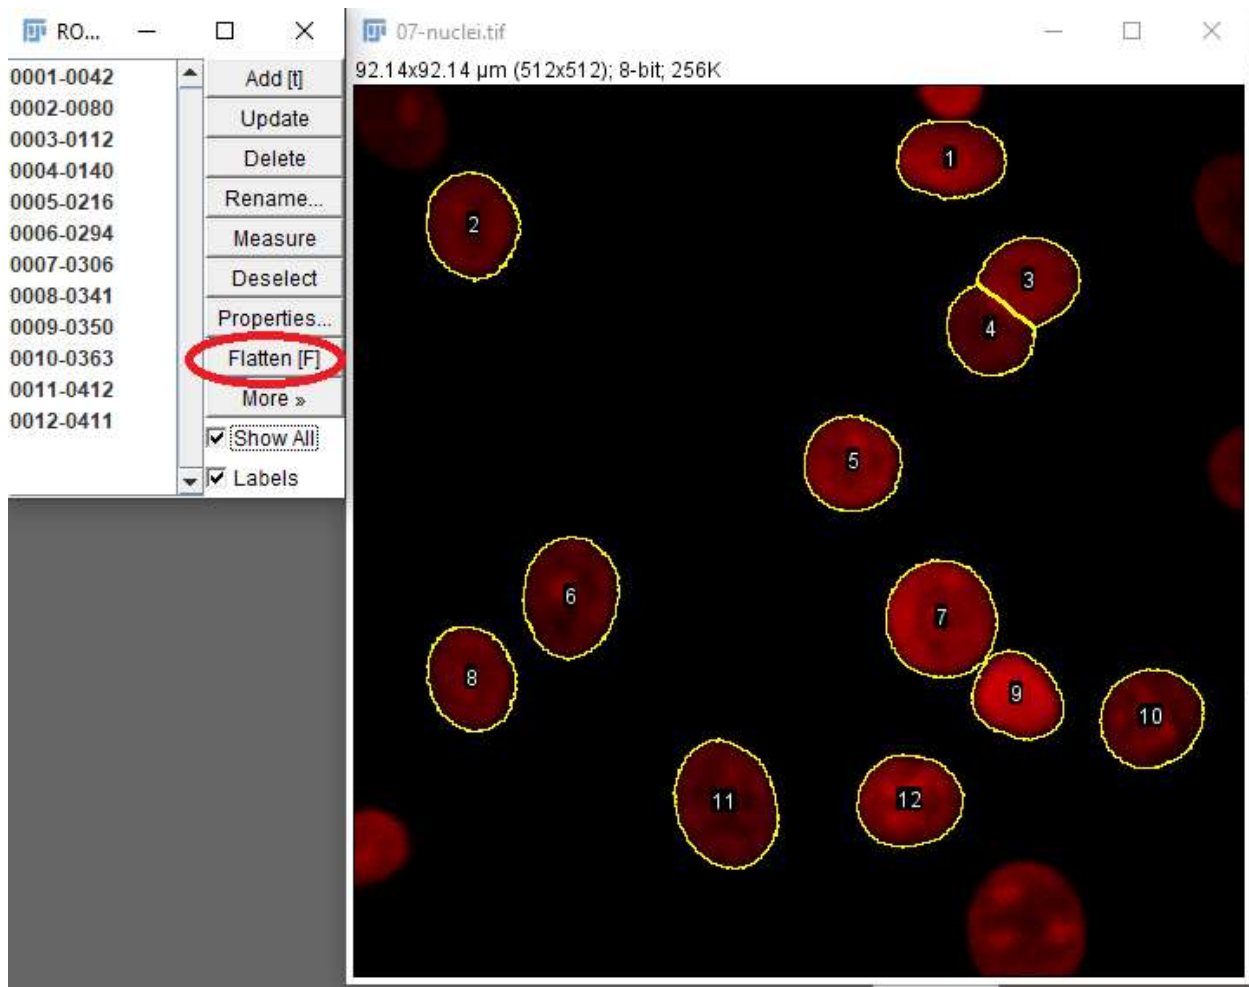 RO...
0001-0042
0002-0080
0003-0112
0004-0140
0005-0216
0006-0294
0007-0306
0008-0341
0009-0350
0010-0363
0011-0412
0012-0411
Add [t]
Update
Delete
Rename...
Measure
Deselect
Properties...
Flatten [F]
More »
Show All
Labels
07-nuclei.tif
92.14x92.14 µm (512x512); 8-bit; 256K
1
2
3
4
5
6
7
8
9
10
11
12